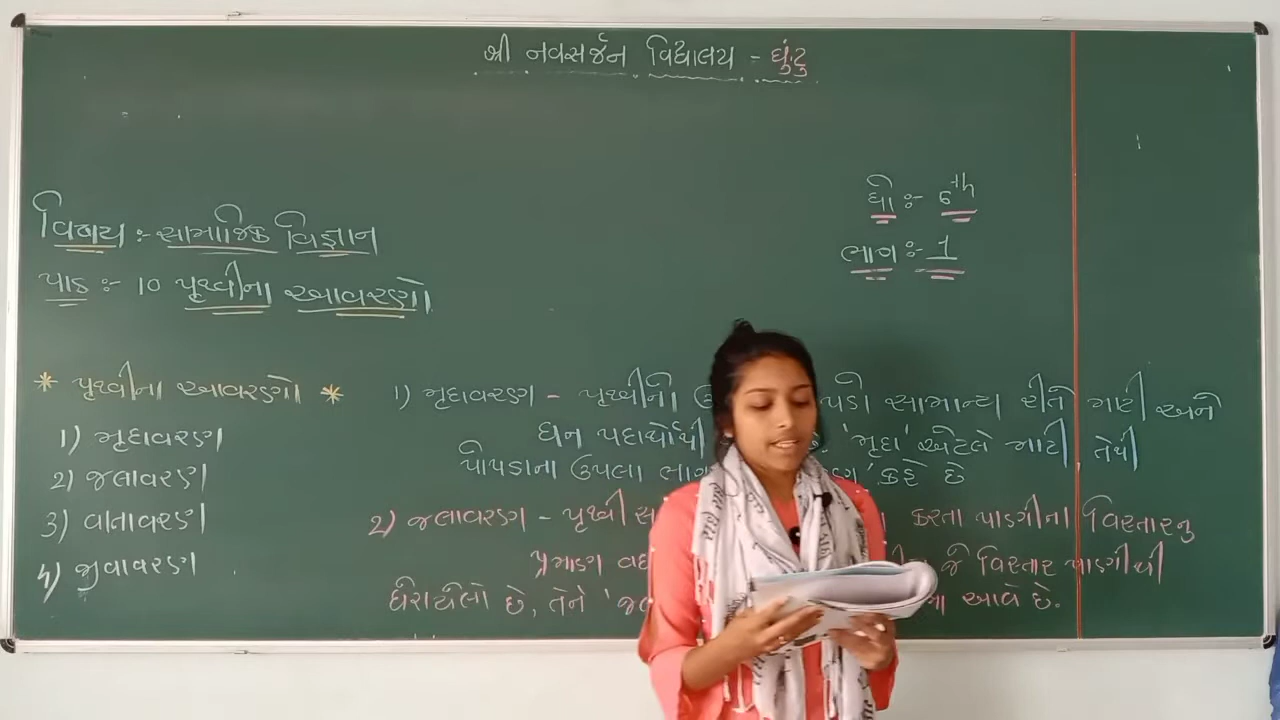 શ્રી નવસર્જન વિદ્યાલય - ઘુંટુ
ધો :- 6th
વિષય :- સામાજિક વિજ્ઞાન
ભાગ :- 1
પાઠ :- 10 પૃથ્વીના આવરણો
* પૃથ્વીના આવરણો *
1) મૃદાવરણ
2) જલાવરણ
3) વાતાવરણ
4) જીવાવરણ
1) મૃદાવરણ - પૃથ્વીની પડી સામાન્ય રીતે માટી અને
ઘન પદાર્થોથી છે. 'મૃદા' એટલે માટી તેથી
પોપડાના ઉપલા ભાગ કહે છે
2) જલાવરણ - પૃથ્વી કરતા પાણીના વિસ્તારનુ
પ્રમાણ જે વિસ્તાર પાણીથી
ઘેરાયેલો છે, તેને આવે છે.